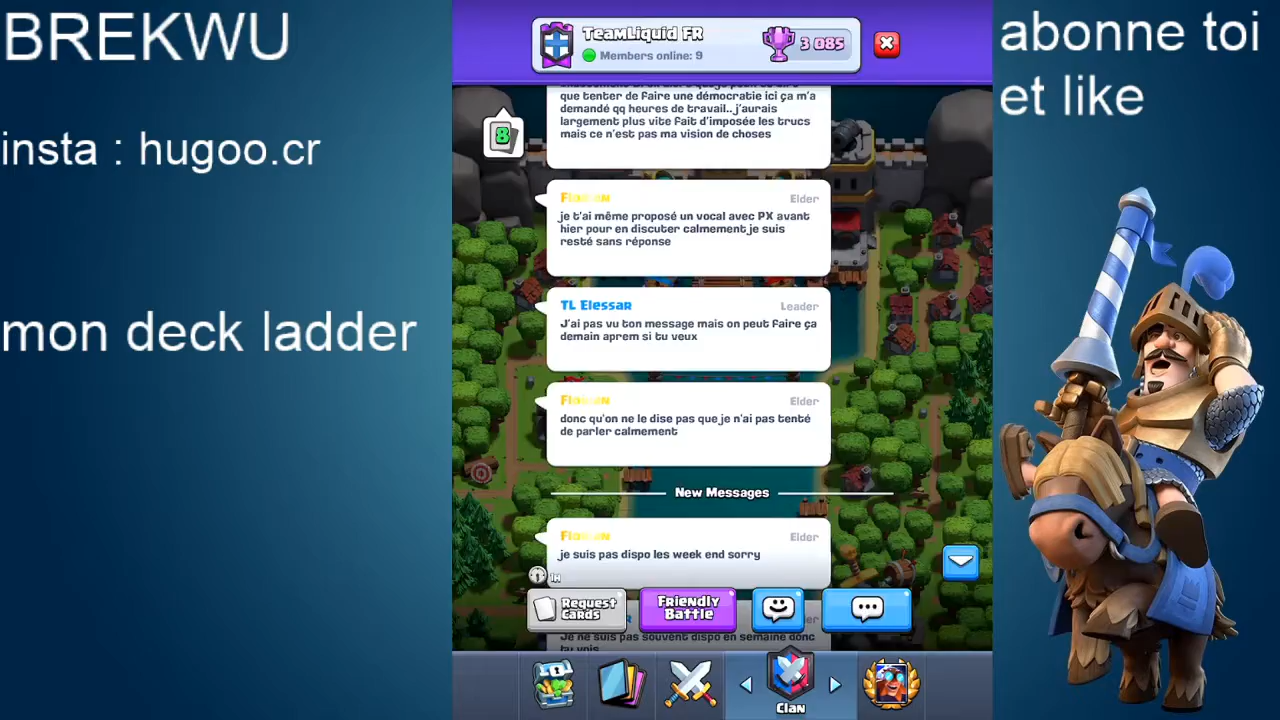 BREKWU
insta : hugoo.cr
mon deck ladder
TeamLiquid FR
Members online: 9
3 085
8
que tenter de faire une démocratie ici ça m'a
demandé qq heures de travail.. j'aurais
largement plus vite fait d'imposée les trucs
mais ce n'est pas ma vision de choses
Elder
je t'ai même proposé un vocal avec PX avant
hier pour en discuter calmement je suis
resté sans réponse
TL Elessar
Leader
J'ai pas vu ton message mais on peut faire ça
demain aprem si tu veux
Elder
donc qu'on ne le dise pas que je n'ai pas tenté
de parler calmement
New Messages
Elder
je suis pas dispo les week end sorry
Request
Cards
Friendly
Battle
Je ne suis pas souvent dispo en semaine donc
tu vois
Clan
abonne toi
et like